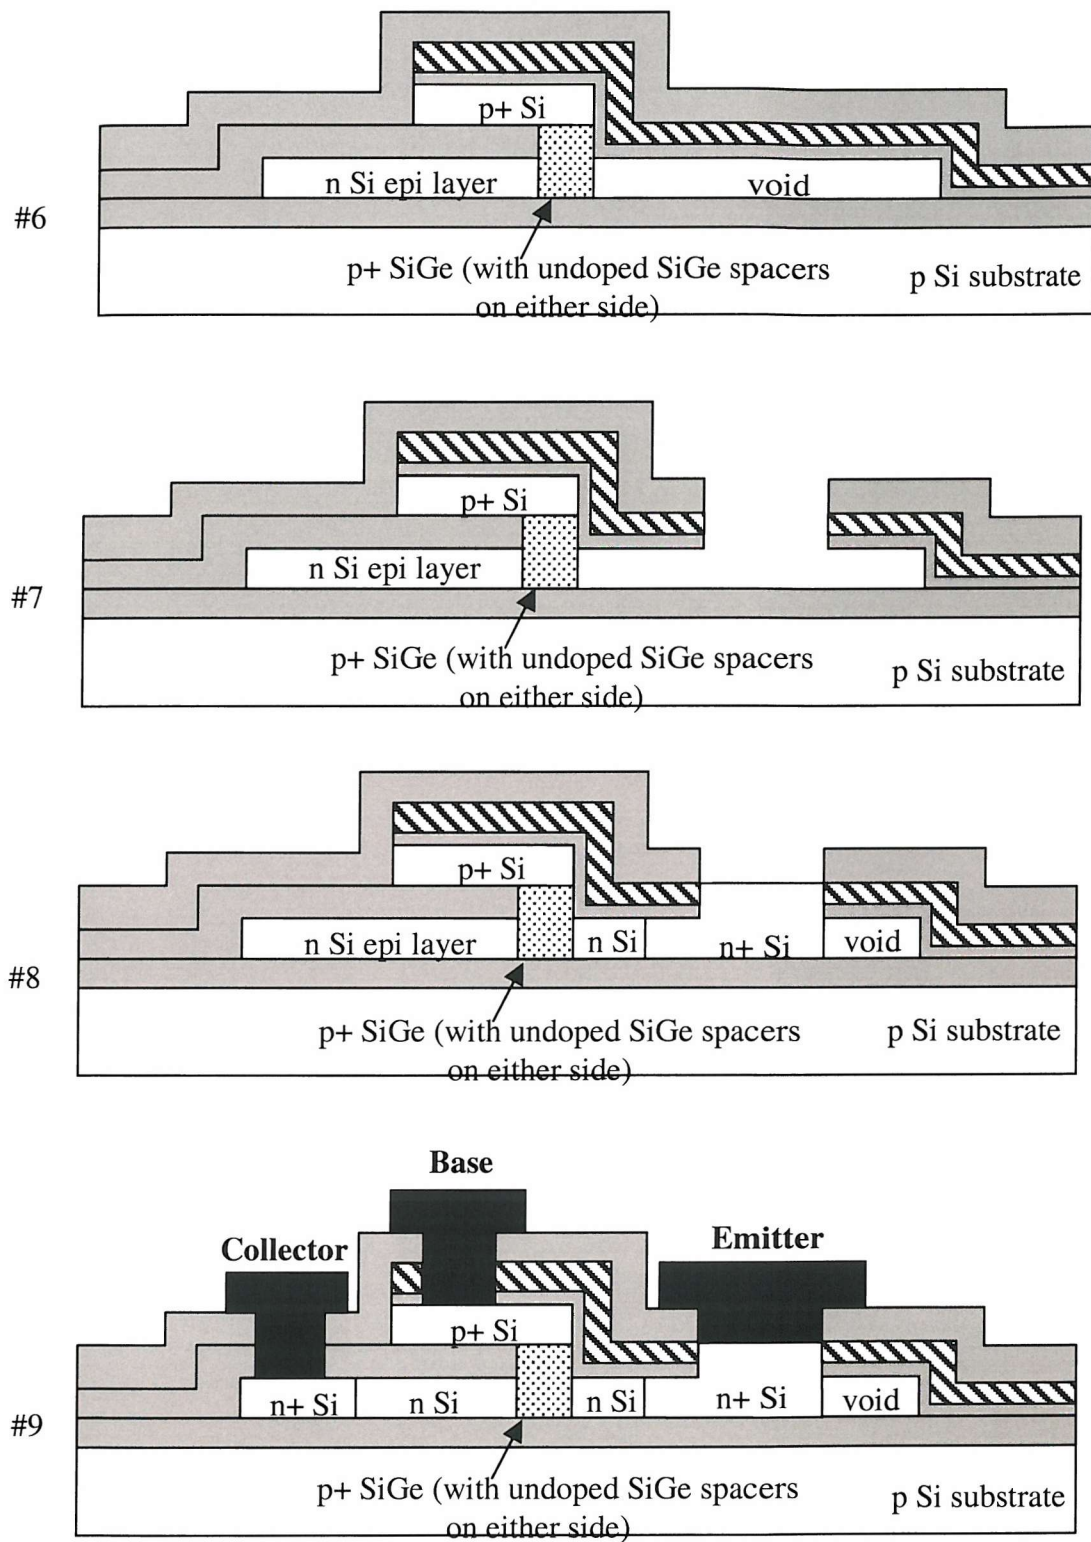 p+ Si
n Si epi layer
void
#6
p+ SiGe (with undoped SiGe spacers
on either side)
p Si substrate
p+ Si
n Si epi layer
#7
p+ SiGe (with undoped SiGe spacers
on either side)
p Si substrate
p+ Si
n Si epi layer
n Si
n+ Si
void
#8
p+ SiGe (with undoped SiGe spacers
on either side)
p Si substrate
Base
Collector
Emitter
p+ Si
n+ Si
n Si
n Si
n+ Si
void
#9
p+ SiGe (with undoped SiGe spacers
on either side)
p Si substrate